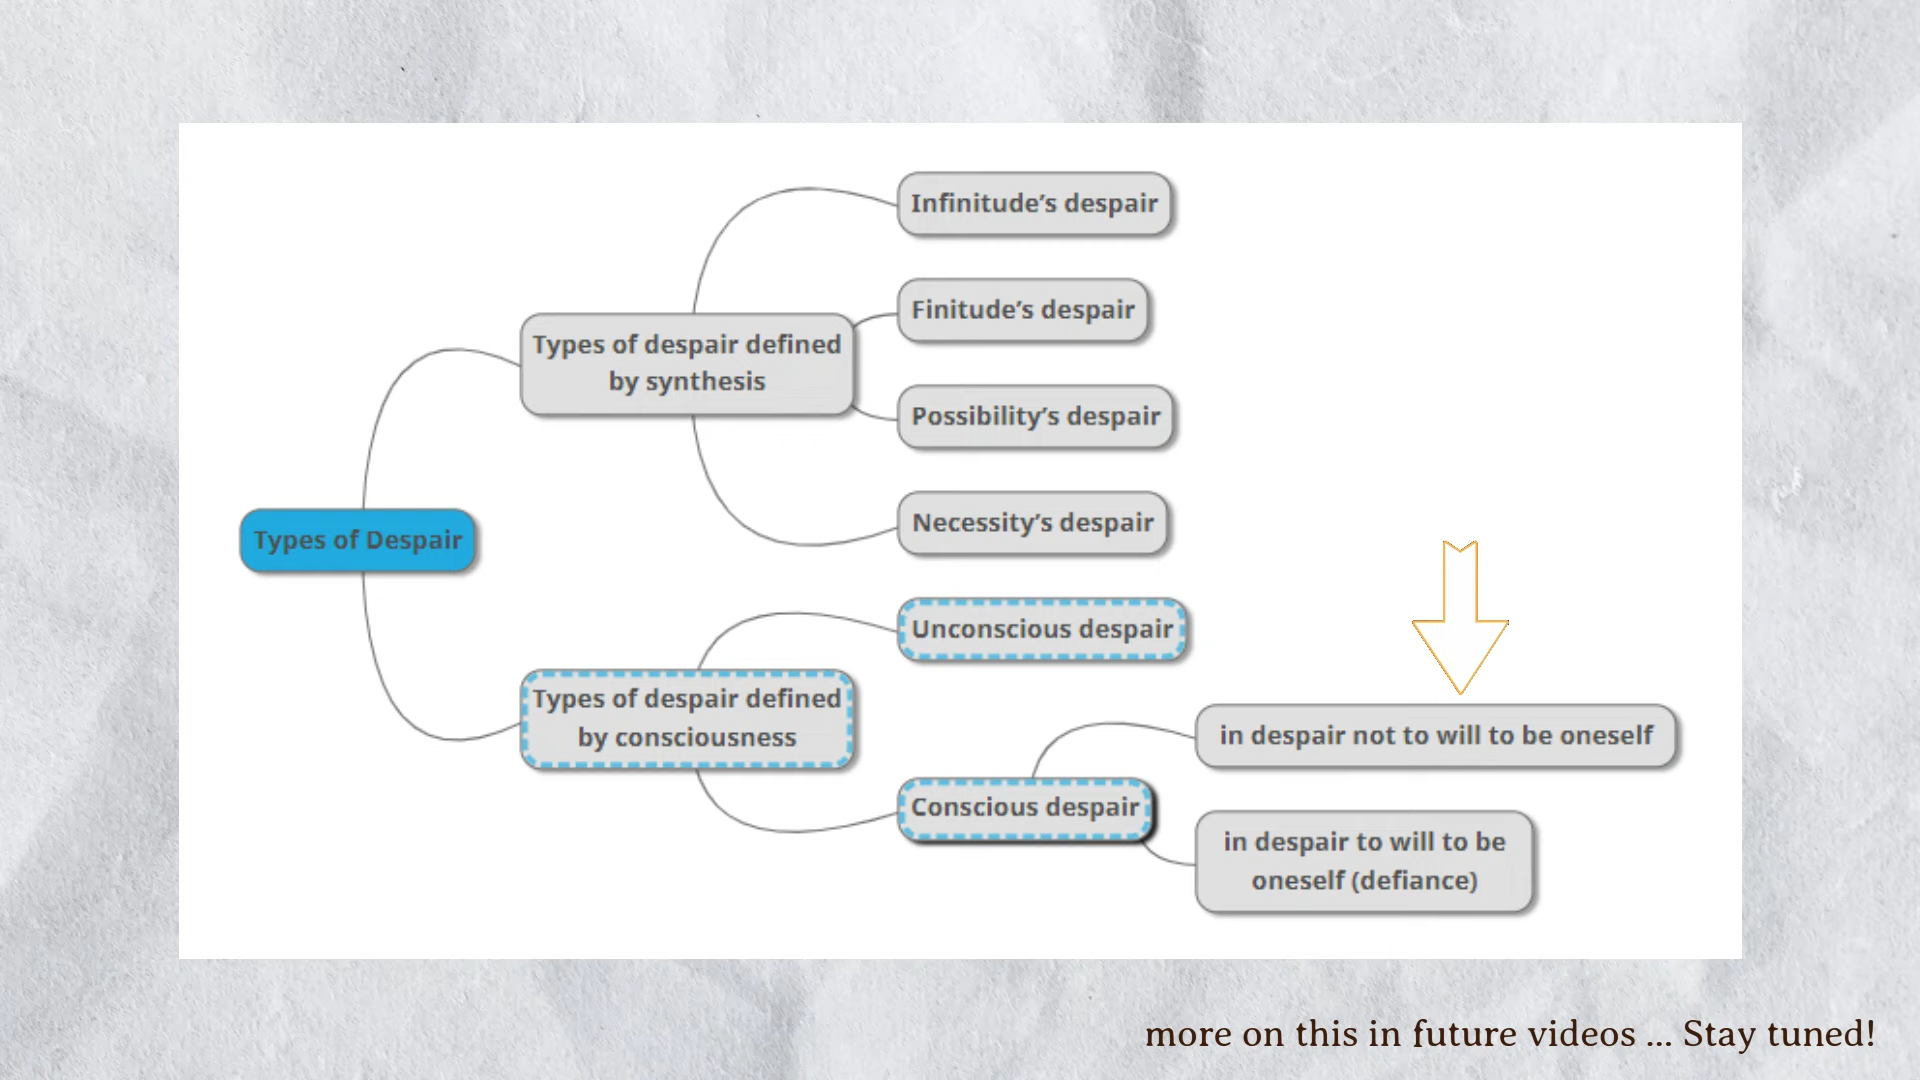 Infinitude’s despair
Finitude’s despair
Types of despair defined
by synthesis
Possibility’s despair
Necessity’s despair
Types of Despair
Unconscious despair
Types of despair defined
by consciousness
in despair not to will to be oneself
Conscious despair
in despair to will to be
oneself (defiance)
more on this in future videos ... Stay tuned!